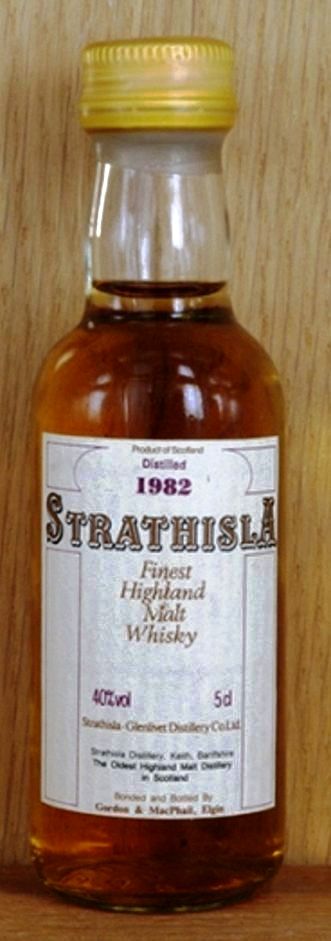 Product of Scotland
Distilled
1982
STRATHISLA
Finest
Highland
Malt
Whisky
40%vol 5cl
Strathisla-Glenlivet Distillery Co.Ltd.
Strathisla Distillery, Keith, Banffshire
The Oldest Highland Malt Distillery
in Scotland
Bonded and Bottled By
Gordon & MacPhail, Elgin